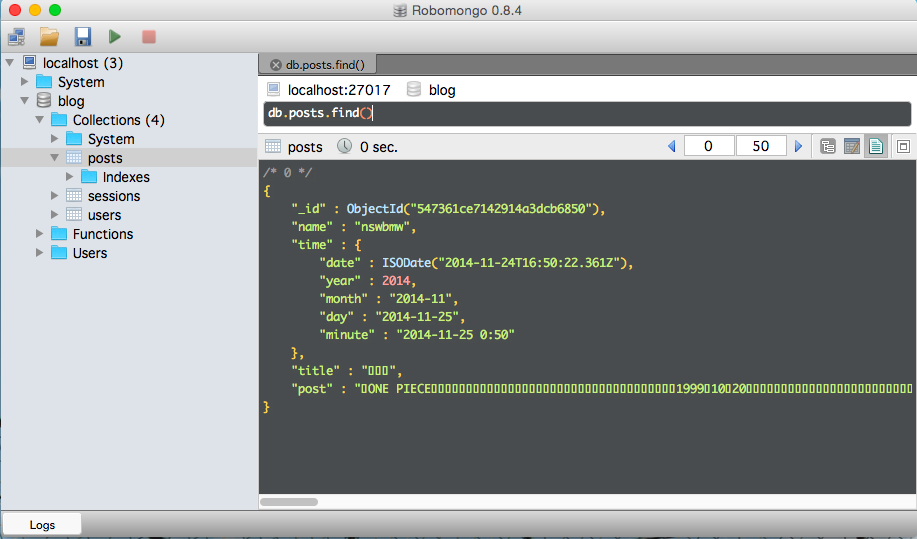 Robomongo 0.8.4
localhost (3)
System
blog
Collections (4)
System
posts
Indexes
sessions
users
Functions
Users
db.posts.find()
localhost:27017 blog
db.posts.find()
posts 0 sec. 0 50
/* 0 */
{
"_id" : ObjectId("547361ce7142914a3dcb6850"),
"name" : "nswbmw",
"time" : {
"date" : ISODate("2014-11-24T16:50:22.361Z"),
"year" : 2014,
"month" : "2014-11",
"day" : "2014-11-25",
"minute" : "2014-11-25 0:50"
},
"title" : "▯▯▯",
"post" : "ONE PIECE 1999 10 20
}
Logs